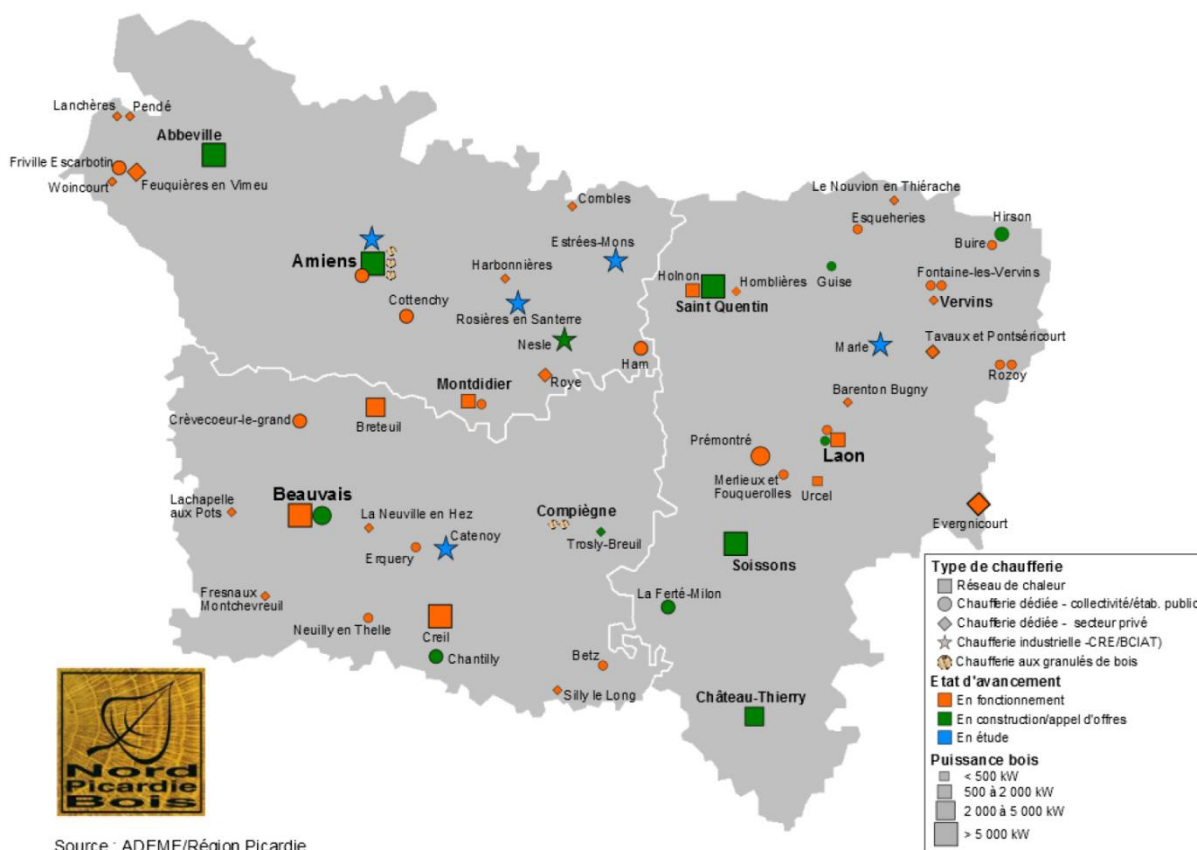 Lanchères
Pendé
Abbeville
Friville Escarbotin
Woincourt
Feuquières en Vimeu
Combles
Le Nouvion en Thiérache
Esqueheries
Hirson
Buire
Estrées-Mons
Amiens
Harbonnières
Holnon
Homblières
Guise
Fontaine-les-Vervins
Saint Quentin
Vervins
Cottenchy
Rosières en Santerre
Nesle
Marle
Tavaux et Pontséricourt
Ham
Rozoy
Roye
Montdidier
Barenton Bugny
Crèvecoeur-le-grand
Breteuil
Prémontré
Laon
Merlieux et
Fouquerolles
Urcel
Beauvais
Lachapelle
aux Pots
La Neuville en Hez
Compiègne
Evergnicourt
Catenoy
Erquery
Trosly-Breuil
Soissons
Fresnaux
Montchevreuil
La Ferté-Milon
Neuilly en Thelle
Creil
Chantilly
Betz
Silly le Long
Château-Thierry
Type de chaufferie
Réseau de chaleur
Chaufferie dédiée - collectivité/étab. public
Chaufferie dédiée - secteur privé
Chaufferie industrielle -CRE/BCIAT)
Chaufferie aux granulés de bois
Etat d'avancement
En fonctionnement
En construction/appel d'offres
En étude
Puissance bois
< 500 kW
500 à 2 000 kW
2 000 à 5 000 kW
> 5 000 kW
Nord
Picardie
Bois
Source : ADEME/Région Picardie